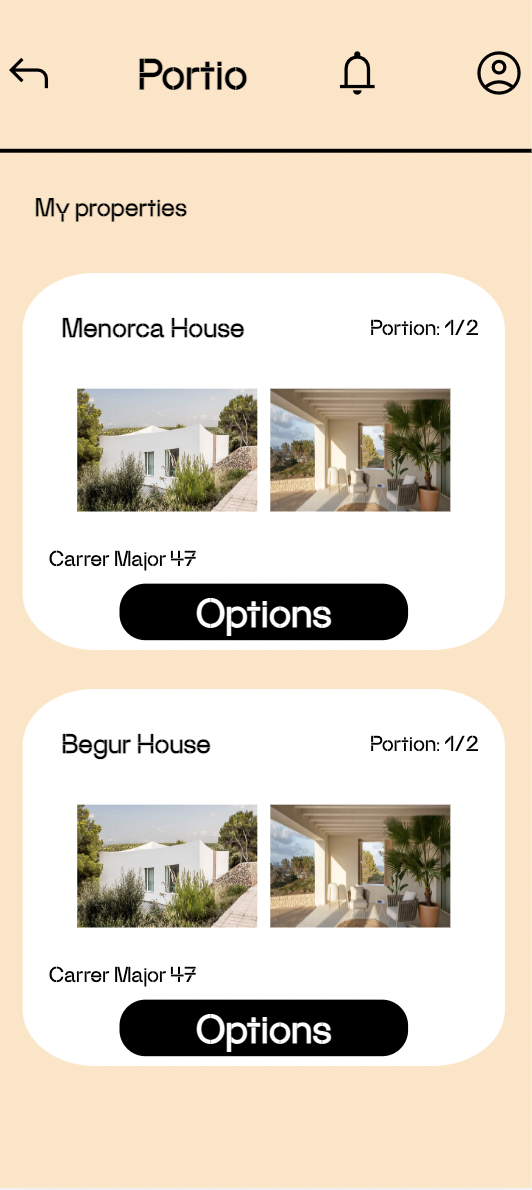 Portio
My properties
Menorca House
Portion: 1/2
Carrer Major 47
Options
Begur House
Portion: 1/2
Carrer Major 47
Options